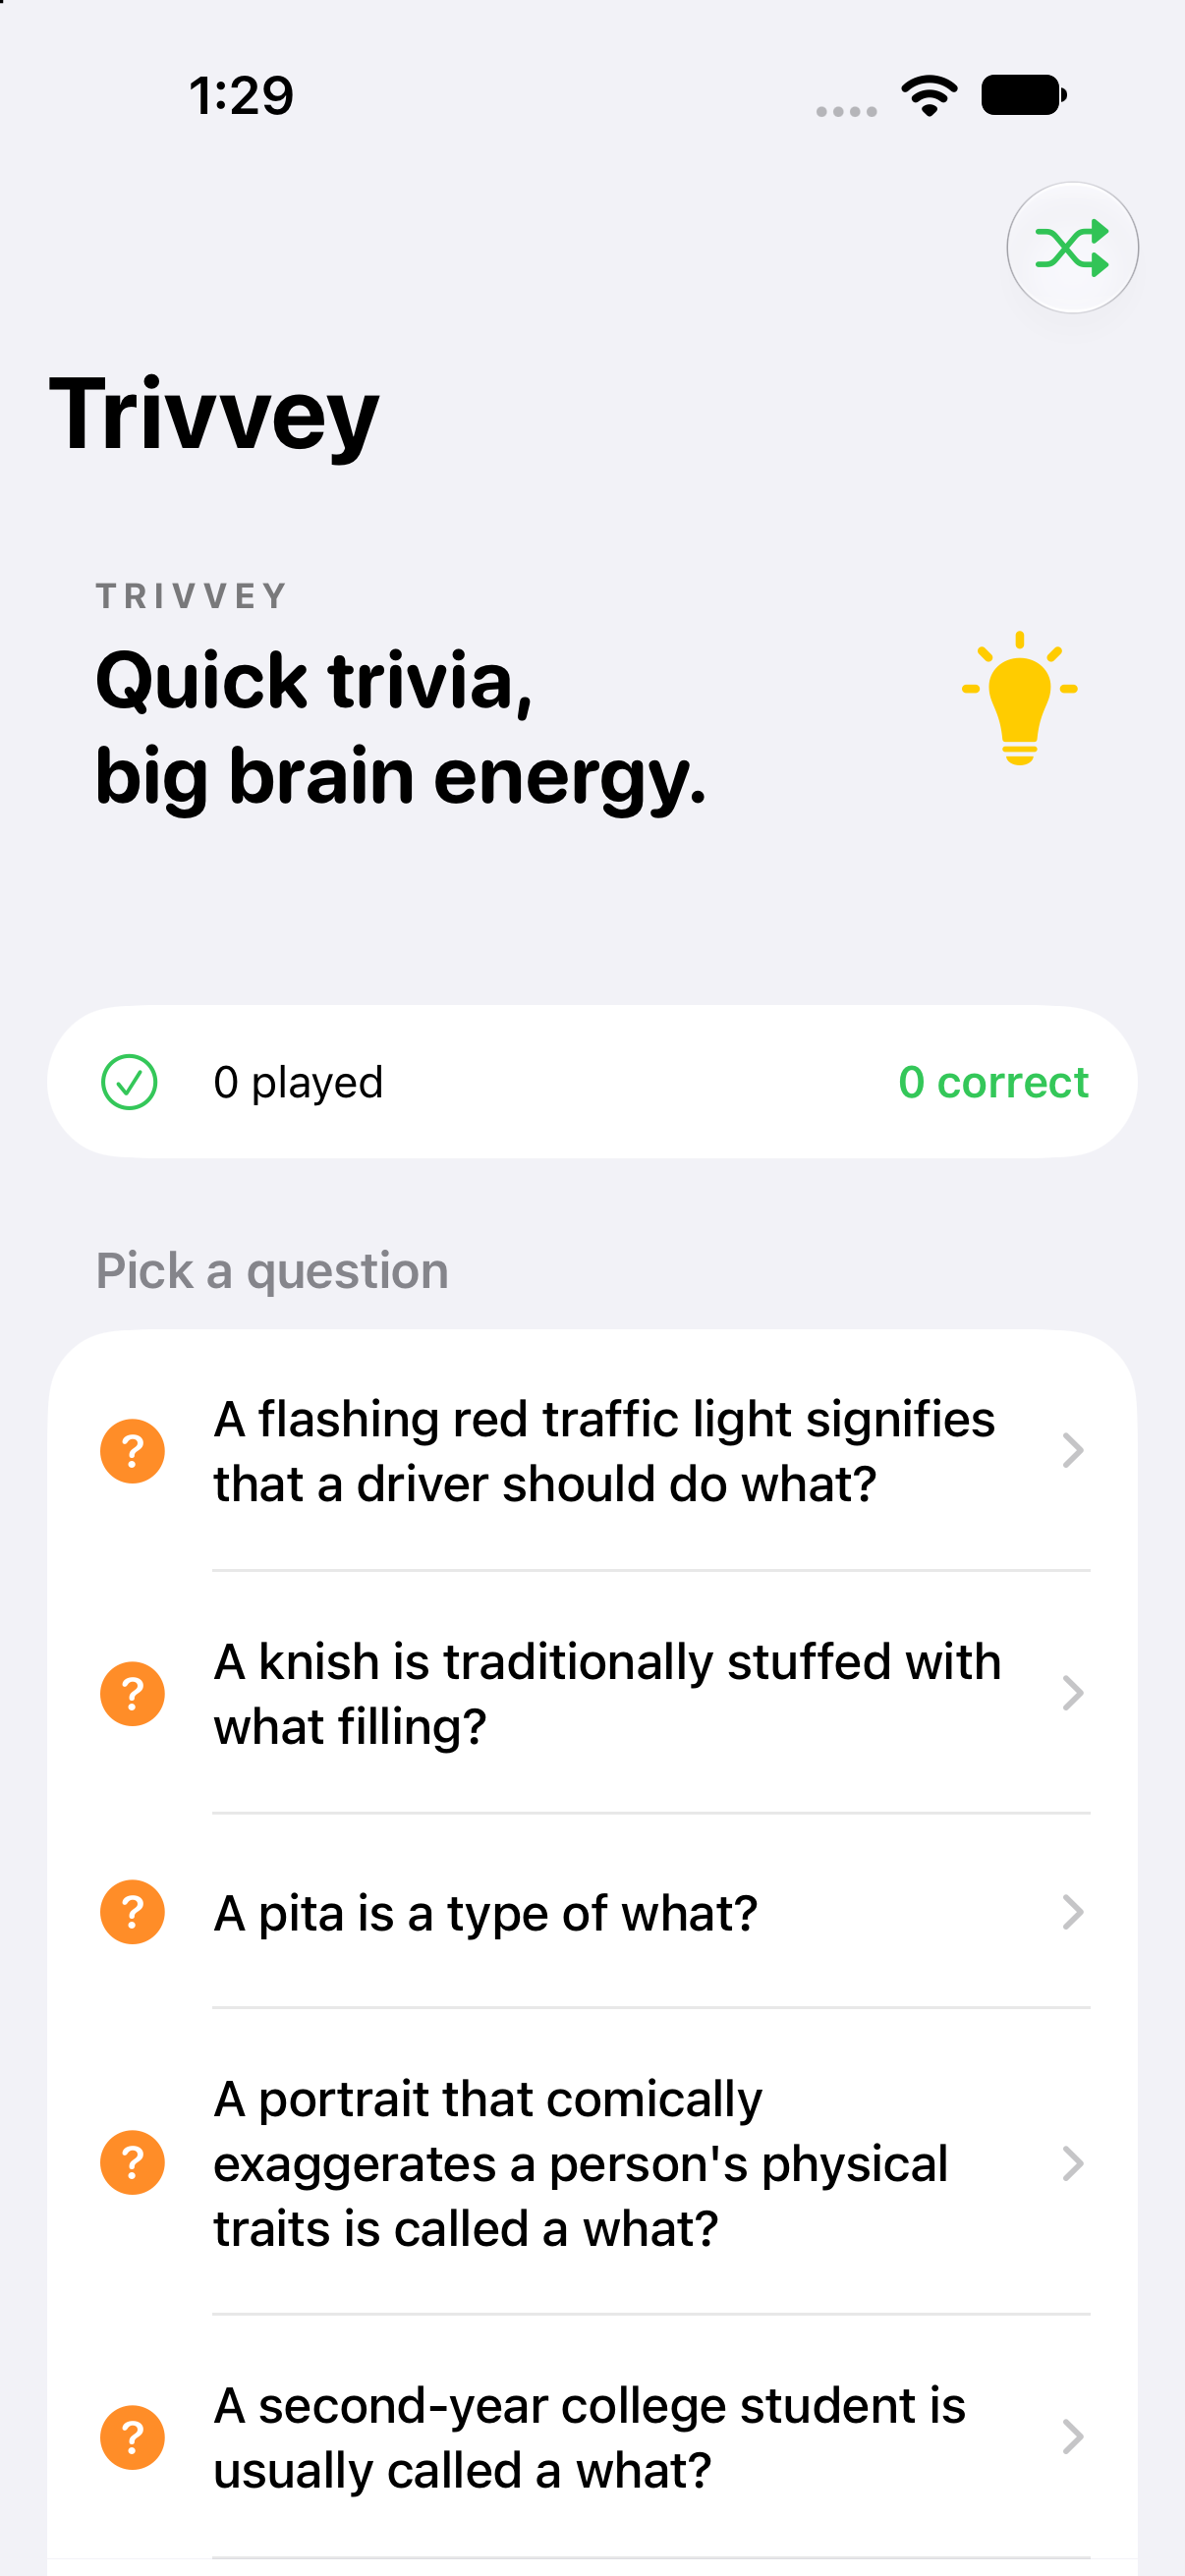 1:29
Trivvey
TRIVVEY
Quick trivia,
big brain energy.
0 played
0 correct
Pick a question
A flashing red traffic light signifies
that a driver should do what?
A knish is traditionally stuffed with
what filling?
A pita is a type of what?
A portrait that comically
exaggerates a person's physical
traits is called a what?
A second-year college student is
usually called a what?